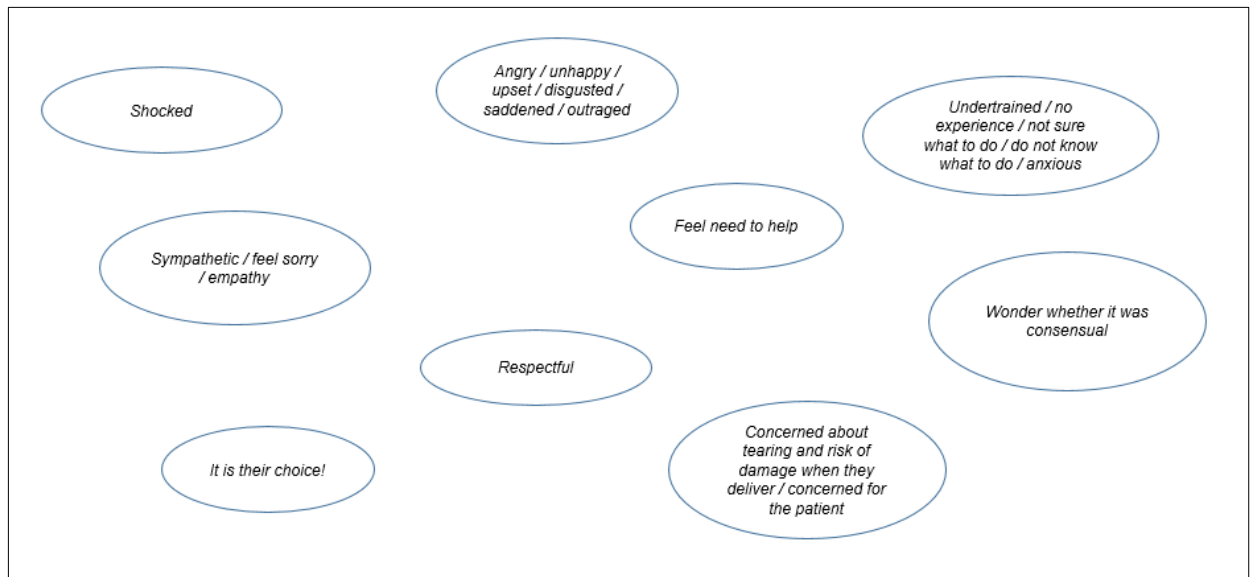 Shocked
Angry / unhappy /
upset / disgusted /
saddened / outraged
Undertrained / no
experience / not sure
what to do / do not know
what to do / anxious
Feel need to help
Sympathetic / feel sorry
/ empathy
Wonder whether it was
consensual
Respectful
It is their choice!
Concerned about
tearing and risk of
damage when they
deliver / concerned for
the patient